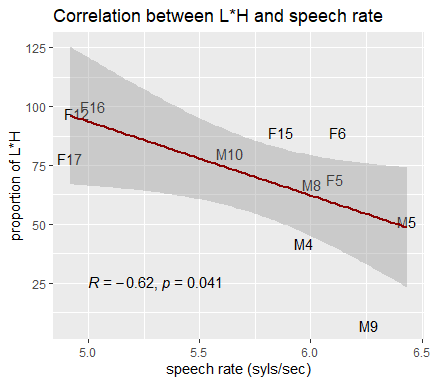 Correlation between L*H and speech rate
proportion of L*H
125
100
75
50
25
F12
F16
F17
M10
F15
F6
M8
F5
M5
M4
M9
R = −0.62, p = 0.041
5.0 5.5 6.0 6.5
speech rate (syls/sec)